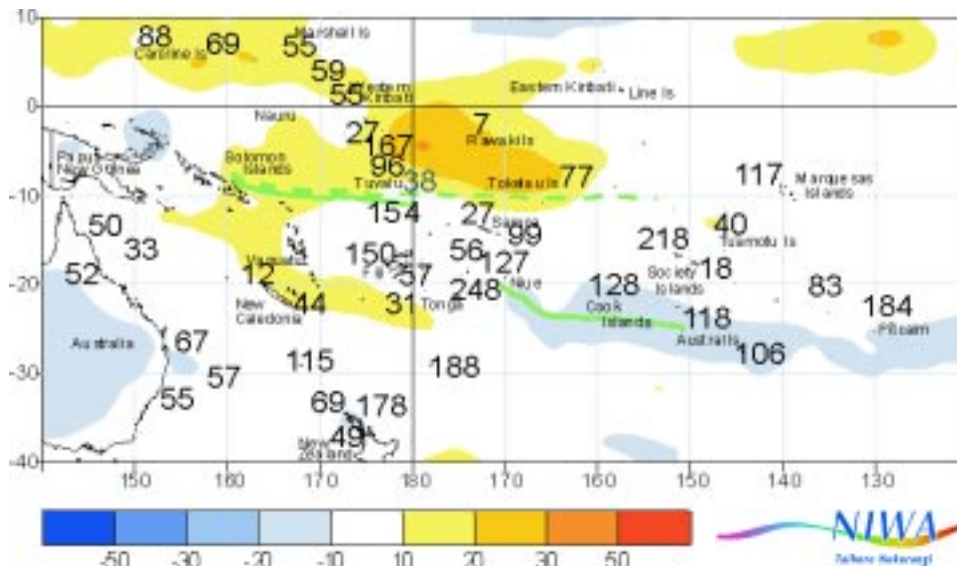 10
88 69 55 Marshall Is
Caroline Is
59
55 Western
Kiribati
Eastern Kiribati Line Is
0
Nauru
27 7
167 Rawaki Is
Papua
New Guinea
Solomon
Islands
96
Tuvalu 38 Tokelau Is 77 117 Marquesas
Islands
-10
154 27 Samoa
50 99 40
33 218 Tuamotu Is
150 56
Vanuatu
12 57 127 Niue Society
Islands 18
52 248 128 83
-20
New
Caledonia 44 31 Tonga Cook
Islands 118 184
Australs Pitcairn
Australia 67 106
115 188
57
-30
55 69 178
49
New
Zealand
-40
150 160 170 180 170 160 150 140 130
-50 -30 -20 -10 10 20 30 50
NIWA
Taihoro Nukurangi